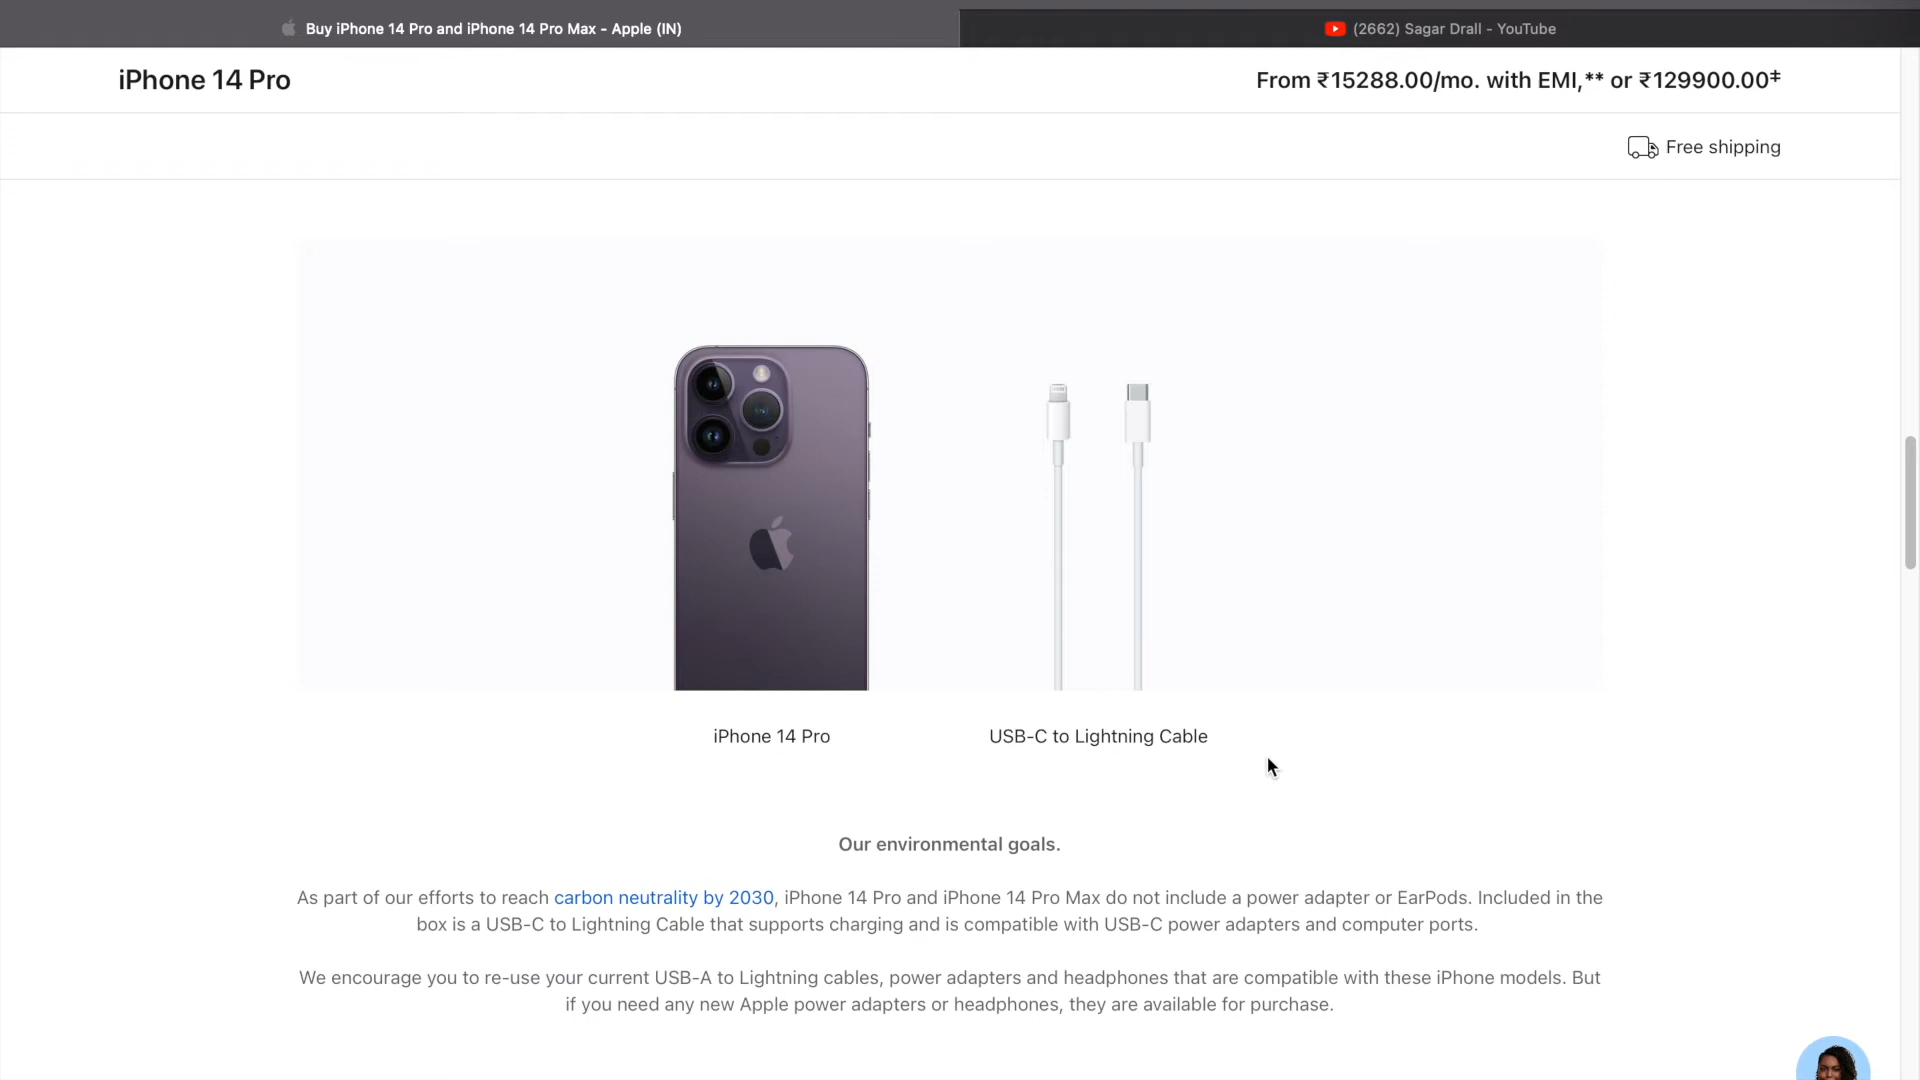 Buy iPhone 14 Pro and iPhone 14 Pro Max - Apple (IN)
(2662) Sagar Drall - YouTube
iPhone 14 Pro
From ₹15288.00/mo. with EMI,** or ₹129900.00‡
Free shipping
iPhone 14 Pro
USB-C to Lightning Cable
Our environmental goals.
As part of our efforts to reach carbon neutrality by 2030, iPhone 14 Pro and iPhone 14 Pro Max do not include a power adapter or EarPods. Included in the
box is a USB-C to Lightning Cable that supports charging and is compatible with USB-C power adapters and computer ports.
We encourage you to re-use your current USB-A to Lightning cables, power adapters and headphones that are compatible with these iPhone models. But
if you need any new Apple power adapters or headphones, they are available for purchase.